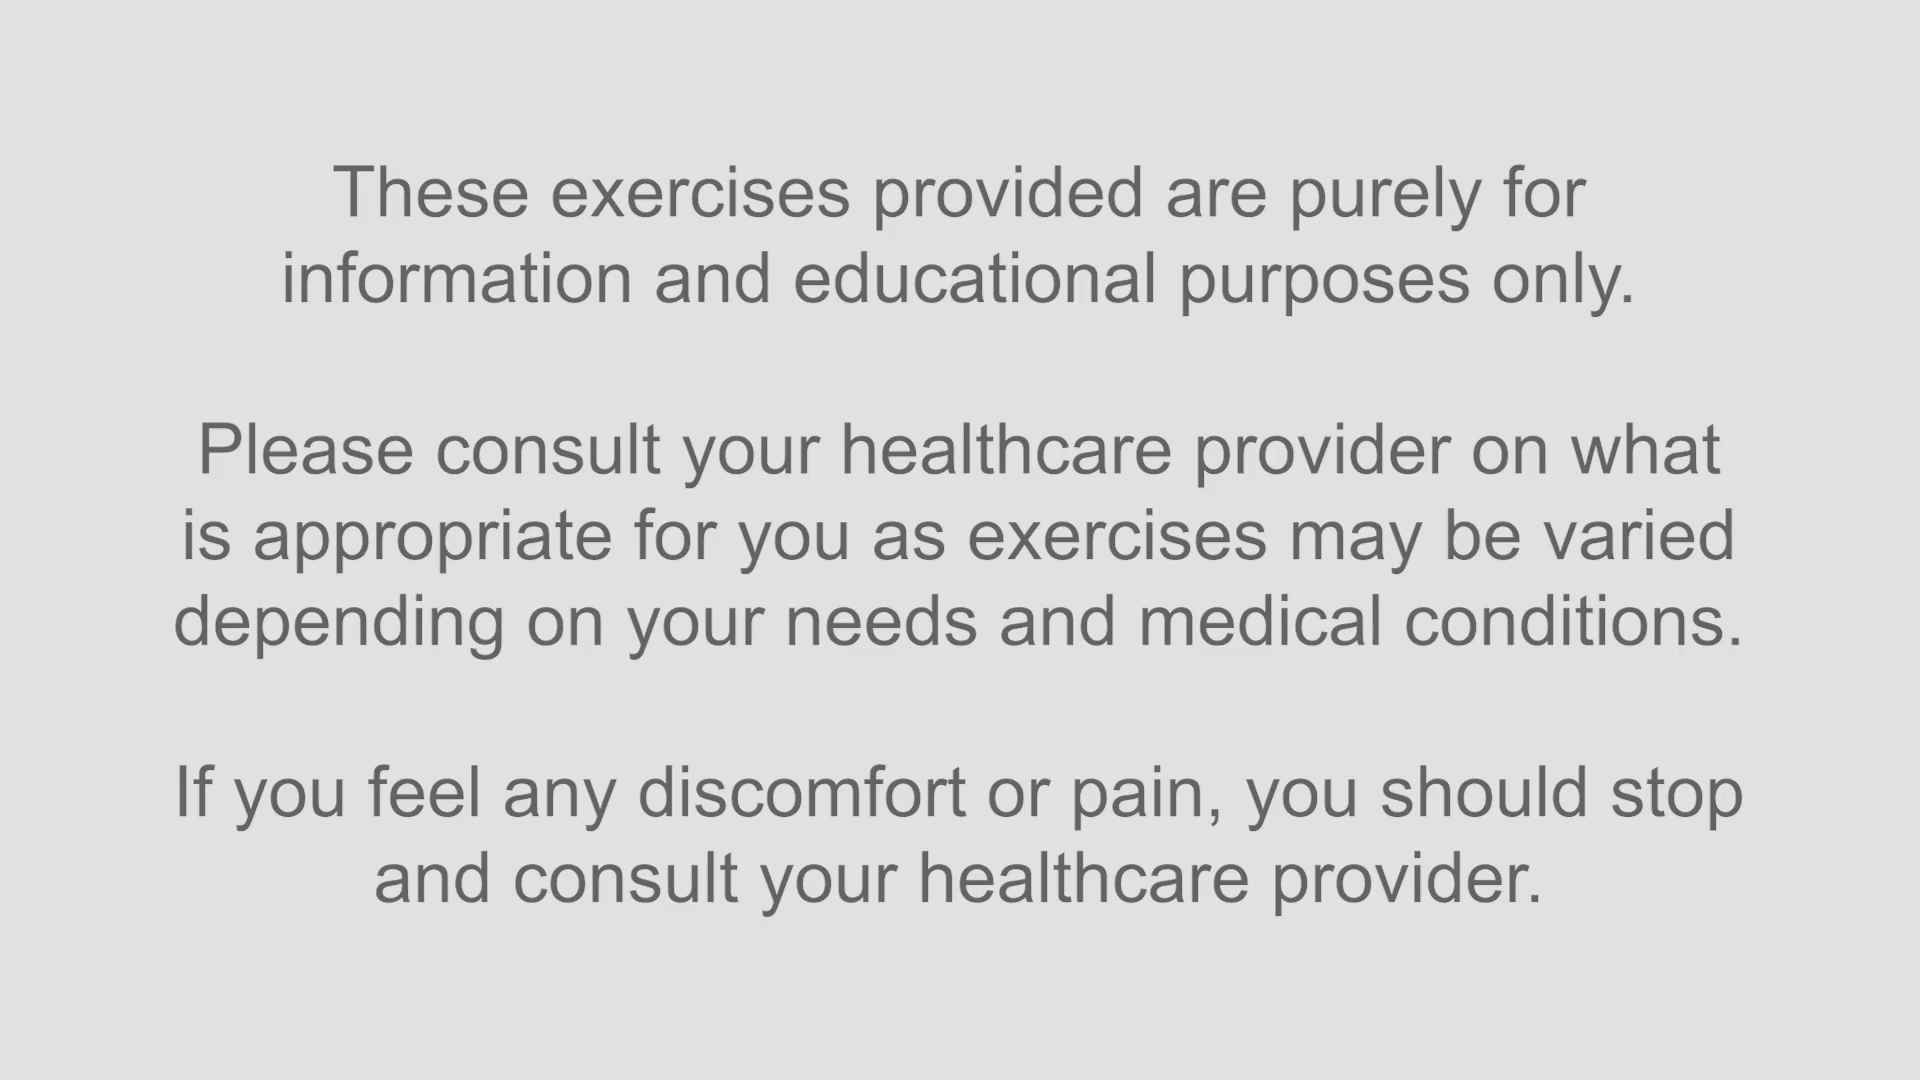 These exercises provided are purely for
information and educational purposes only.
Please consult your healthcare provider on what
is appropriate for you as exercises may be varied
depending on your needs and medical conditions.
If you feel any discomfort or pain, you should stop
and consult your healthcare provider.